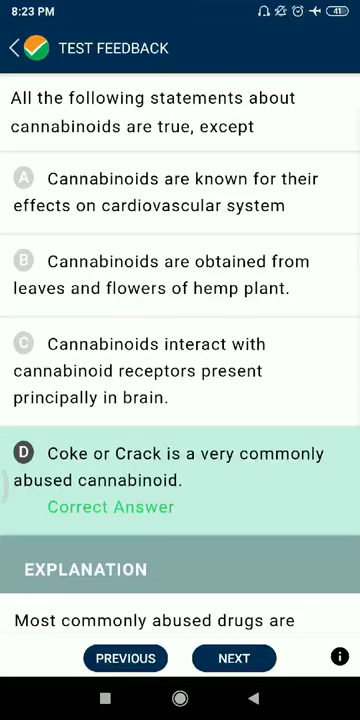 8:23 PM
41
TEST FEEDBACK
All the following statements about
cannabinoids are true, except
A Cannabinoids are known for their
effects on cardiovascular system
B Cannabinoids are obtained from
leaves and flowers of hemp plant.
C Cannabinoids interact with
cannabinoid receptors present
principally in brain.
D Coke or Crack is a very commonly
abused cannabinoid.
Correct Answer
EXPLANATION
Most commonly abused drugs are
PREVIOUS NEXT